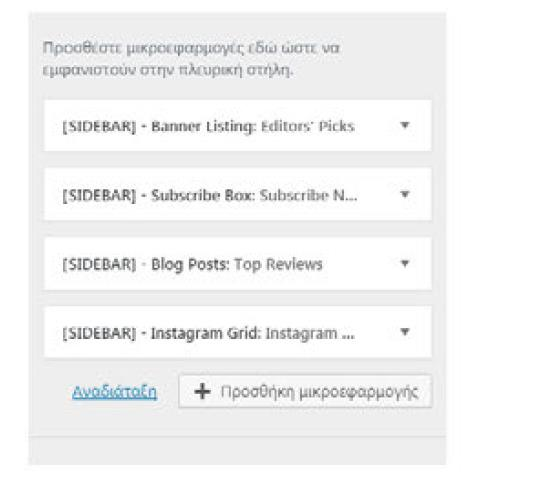 Προσθέστε μικροεφαρμογές εδώ ώστε να
εμφανιστούν στην πλευρική στήλη.
[SIDEBAR] - Banner Listing: Editors' Picks
[SIDEBAR] - Subscribe Box: Subscribe N...
[SIDEBAR] - Blog Posts: Top Reviews
[SIDEBAR] - Instagram Grid: Instagram ...
Αναδιάταξη + Προσθήκη μικροεφαρμογής